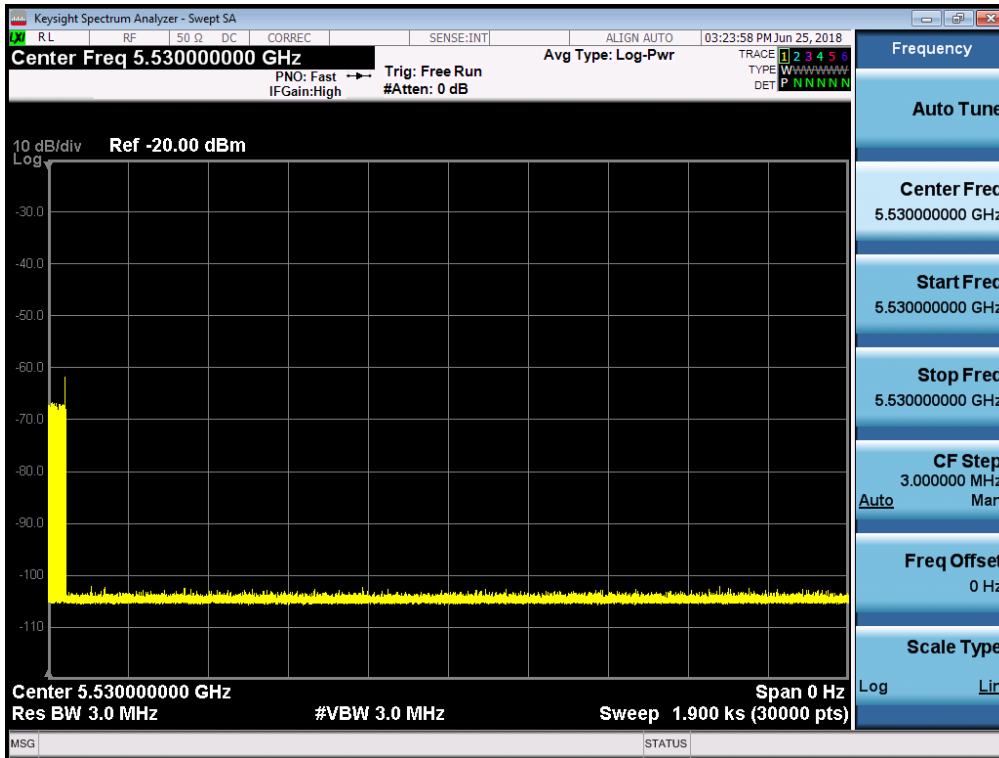 Keysight Spectrum Analyzer - Swept SA
LXI RL RF 50 Ω DC CORREC SENSE:INT ALIGN AUTO 03:23:58 PM Jun 25, 2018
Center Freq 5.530000000 GHz
PNO: Fast
IFGain:High
Trig: Free Run
#Atten: 0 dB
Avg Type: Log-Pwr
TRACE 1 2 3 4 5 6
TYPE WWWWWWW
DET P N N N N N
10 dB/div
Log
Ref -20.00 dBm
-30.0
-40.0
-50.0
-60.0
-70.0
-80.0
-90.0
-100
-110
Center 5.530000000 GHz
Span 0 Hz
Res BW 3.0 MHz
#VBW 3.0 MHz
Sweep 1.900 ks (30000 pts)
MSG
STATUS
Frequency
Auto Tune
Center Freq
5.530000000 GHz
Start Freq
5.530000000 GHz
Stop Freq
5.530000000 GHz
CF Step
3.000000 MHz
Auto Man
Freq Offset
0 Hz
Scale Type
Log Lin